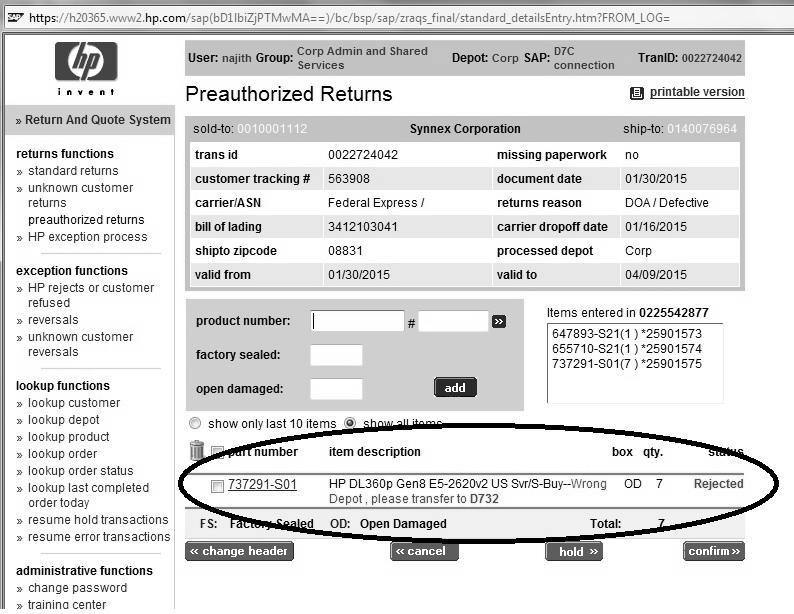 https://h20365.www2.hp.com/sap(bD1lbiZjPTMwMA==)/bc/bsp/sap/zraqs_final/standard_detailsEntry.htm?FROM_LOG=
hp
invent
User: najith Group: Corp Admin and Shared Services Depot: Corp SAP: D7C connection TranID: 0022724042
Preauthorized Returns
printable version
» Return And Quote System
returns functions
» standard returns
» unknown customer
returns
preauthorized returns
» HP exception process
exception functions
» HP rejects or customer
refused
» reversals
» unknown customer
reversals
lookup functions
» lookup customer
» lookup depot
» lookup product
» lookup order
» lookup order status
» lookup last completed
order today
» resume hold transactions
» resume error transactions
administrative functions
» change password
» training center
sold-to: 0010001112 Synnex Corporation ship-to: 0140076964
trans id 0022724042 missing paperwork no
customer tracking # 563908 document date 01/30/2015
carrier/ASN Federal Express / returns reason DOA / Defective
bill of lading 3412103041 carrier dropoff date 01/16/2015
shipto zipcode 08831 processed depot Corp
valid from 01/30/2015 valid to 04/09/2015
product number: # »
factory sealed:
open damaged: add
Items entered in 0225542877
647893-S21(1 ) *25901573
655710-S21(1 ) *25901574
737291-S01(7 ) *25901575
show only last 10 items show all items
part number item description box qty. status
737291-S01 HP DL360p Gen8 E5-2620v2 US Svr/S-Buy--Wrong OD 7 Rejected
Depot , please transfer to D732
FS: Factory Sealed OD: Open Damaged Total: 7
« change header « cancel hold » confirm»